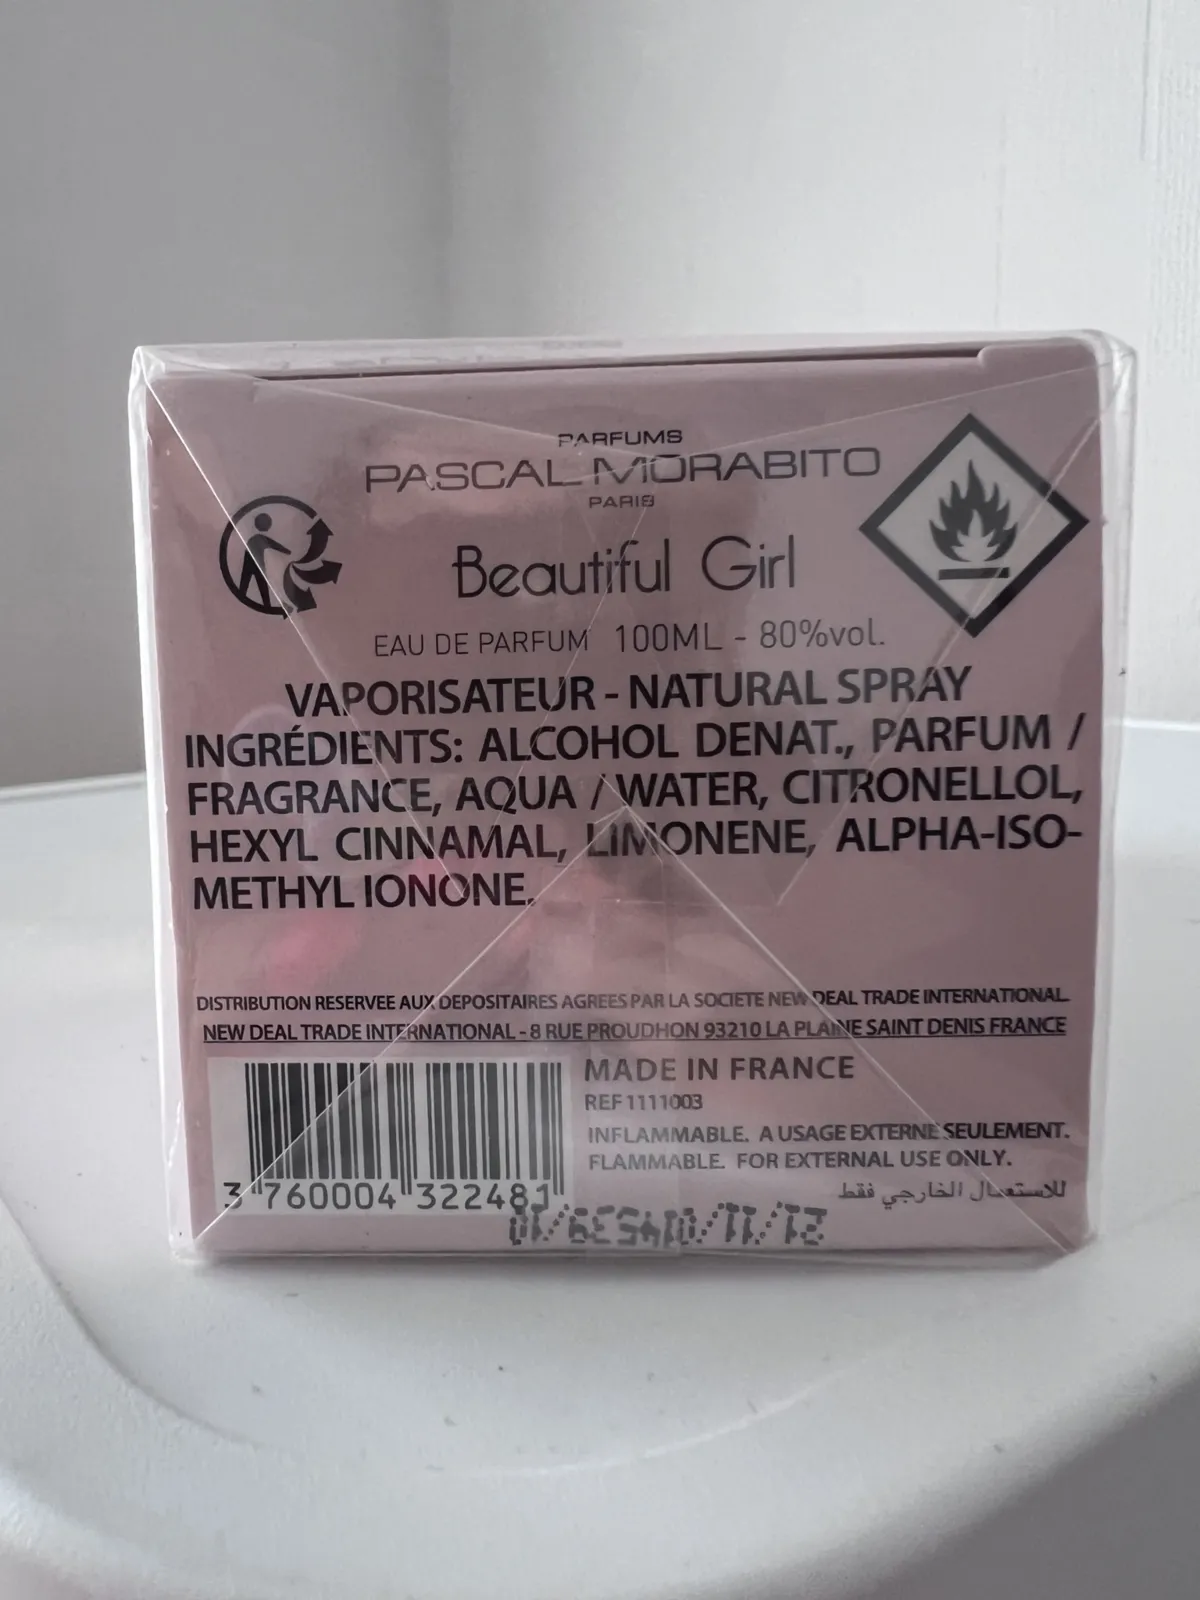 PARFUMS
PASCAL MORABITO
PARIS
Beautiful Girl
EAU DE PARFUM 100ML - 80%vol.
VAPORISATEUR - NATURAL SPRAY
INGRÉDIENTS: ALCOHOL DENAT., PARFUM /
FRAGRANCE, AQUA / WATER, CITRONELLOL,
HEXYL CINNAMAL, LIMONENE, ALPHA-ISO-
METHYL IONONE.
DISTRIBUTION RESERVEE AUX DEPOSITAIRES AGREES PAR LA SOCIETE NEW DEAL TRADE INTERNATIONAL.
NEW DEAL TRADE INTERNATIONAL - 8 RUE PROUDHON 93210 LA PLAINE SAINT DENIS FRANCE
MADE IN FRANCE
REF 1111003
INFLAMMABLE. A USAGE EXTERNE SEULEMENT.
FLAMMABLE. FOR EXTERNAL USE ONLY.
للاستعمال الخارجي فقط
3 760004 322481